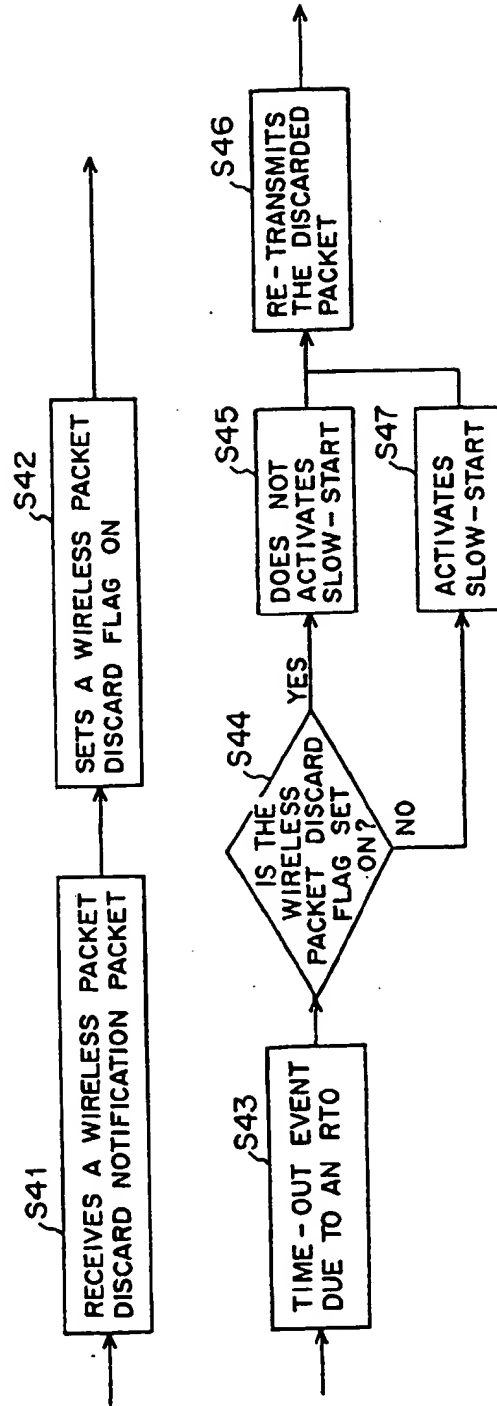 S41
RECEIVES A WIRELESS PACKET
DISCARD NOTIFICATION PACKET
S42
SETS A WIRELESS PACKET
DISCARD FLAG ON
S43
TIME-OUT EVENT
DUE TO AN RTO
S44
IS THE
WIRELESS
PACKET DISCARD
FLAG SET
ON?
YES
NO
S45
DOES NOT
ACTIVATES
SLOW-START
S47
ACTIVATES
SLOW-START
S46
RE-TRANSMITS
THE DISCARDED
PACKET